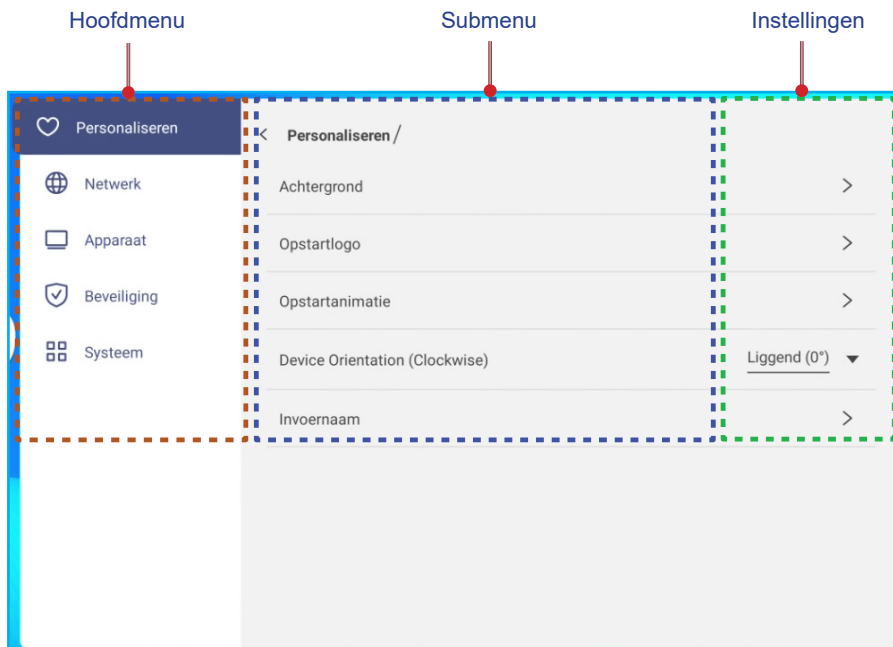 Hoofdmenu
Submenu
Instellingen
Personaliseren
Netwerk
Apparaat
Beveiliging
Systeem
< Personaliseren /
Achtergrond >
Opstartlogo >
Opstartanimatie >
Device Orientation (Clockwise) Liggend (0°)
Invoernaam >